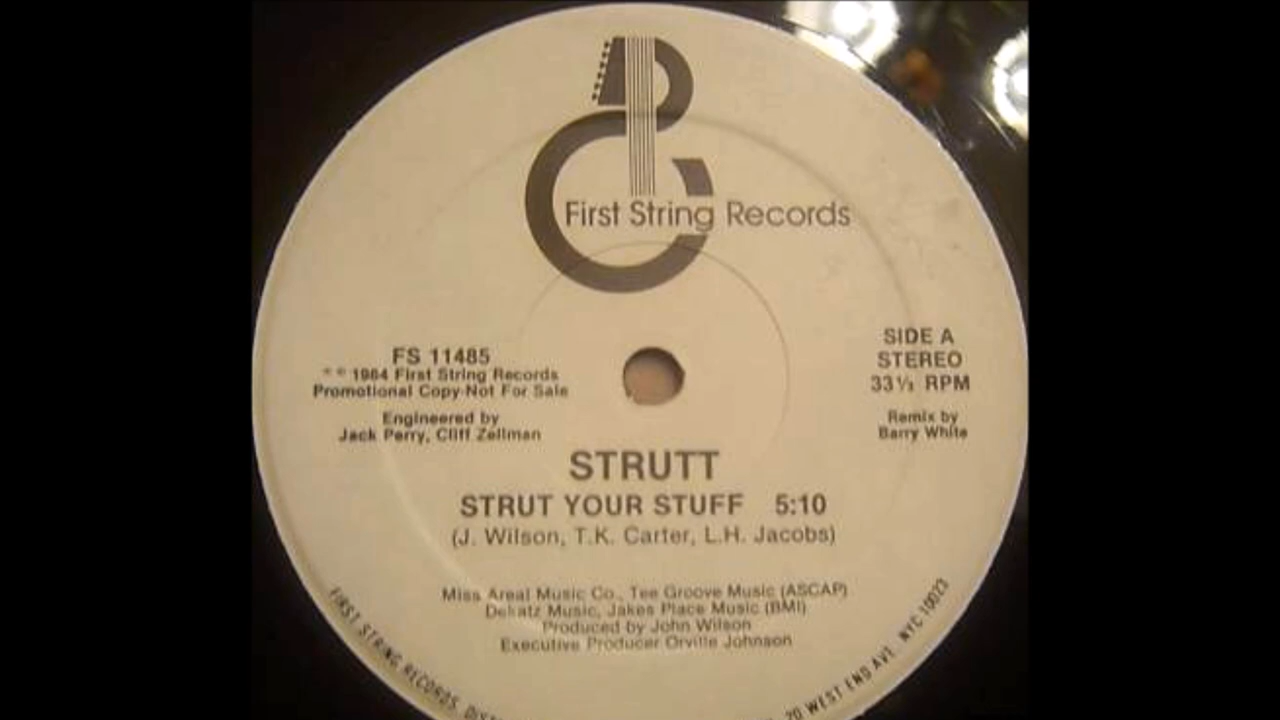 First String Records
FS 11485
1984 First String Records
Promotional Copy-Not For Sale
Engineered by
Jack Perry, Cliff Zellman
SIDE A
STEREO
33⅓ RPM
Remix by
Barry White
STRUTT
STRUT YOUR STUFF 5:10
(J. Wilson, T.K. Carter, L.H. Jacobs)
Miss Areal Music Co., Tee Groove Music (ASCAP)
Dekatz Music, Jakes Place Music (BMI)
Produced by John Wilson
Executive Producer Orville Johnson
FIRST STRING RECORDS, 20 WEST END AVE. NYC 10023